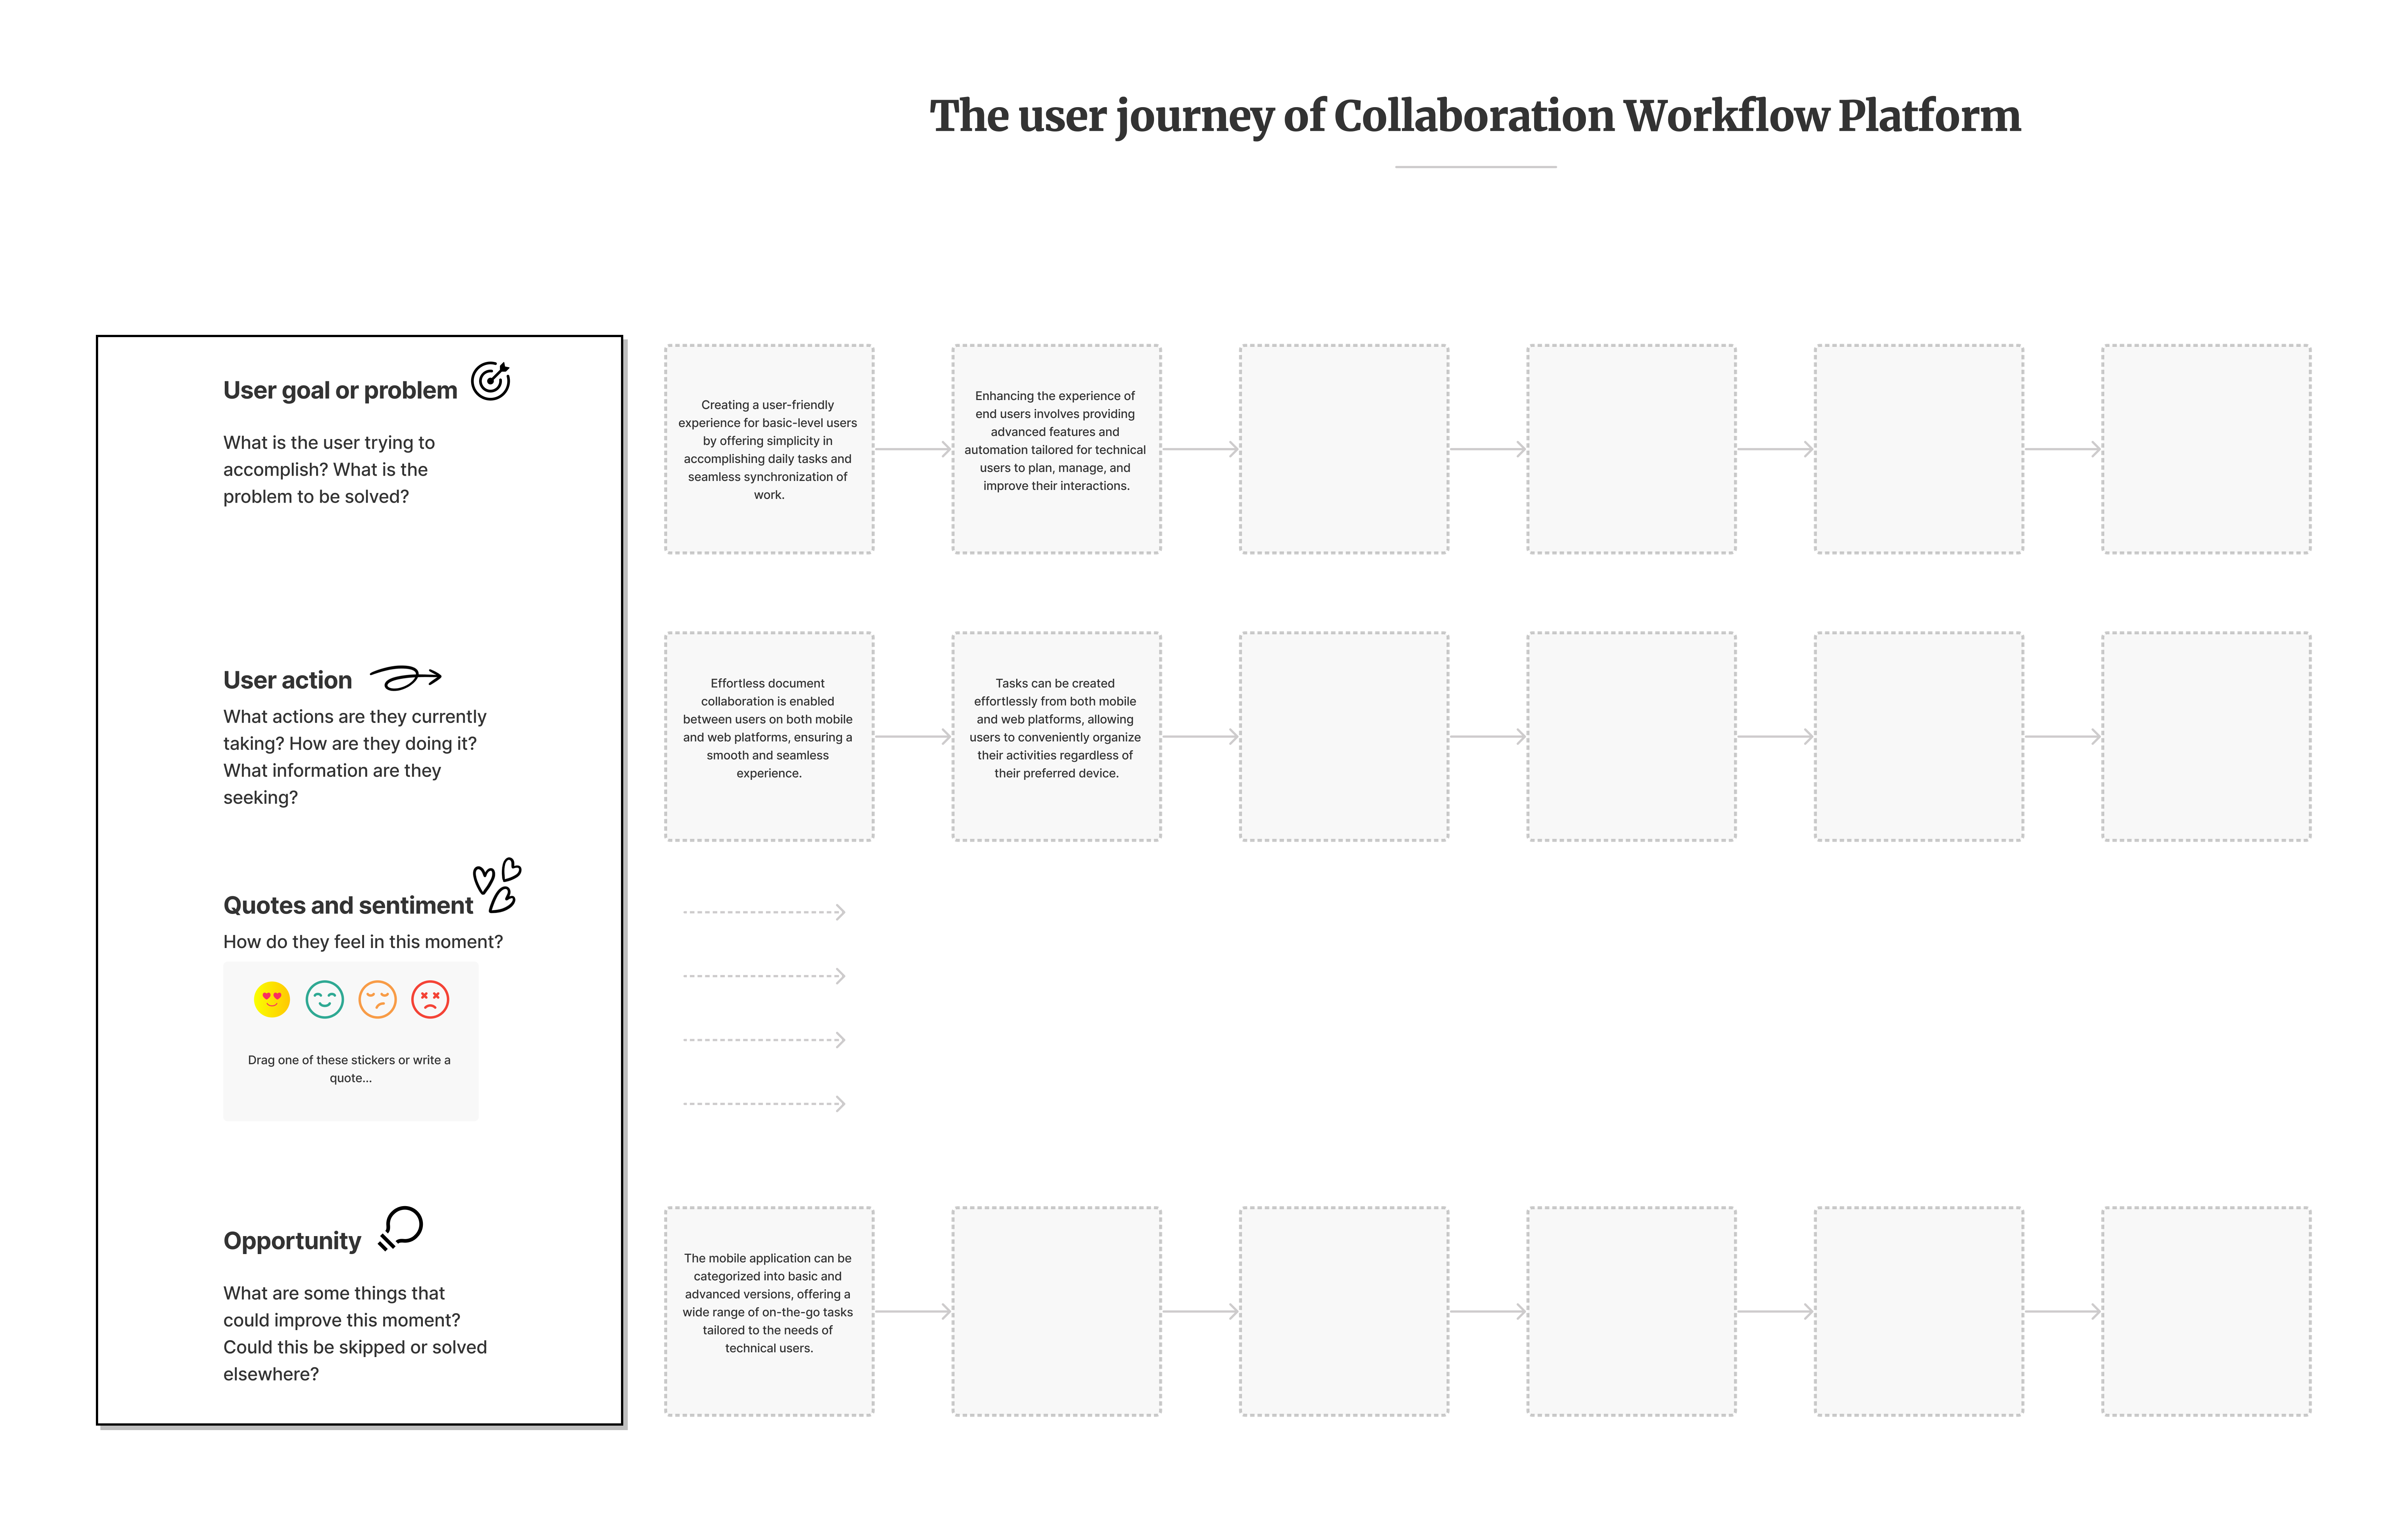 The user journey of Collaboration Workflow Platform
User goal or problem
What is the user trying to
accomplish? What is the
problem to be solved?
Creating a user-friendly
experience for basic-level users
by offering simplicity in
accomplishing daily tasks and
seamless synchronization of
work.
Enhancing the experience of
end users involves providing
advanced features and
automation tailored for technical
users to plan, manage, and
improve their interactions.
User action
What actions are they currently
taking? How are they doing it?
What information are they
seeking?
Effortless document
collaboration is enabled
between users on both mobile
and web platforms, ensuring a
smooth and seamless
experience.
Tasks can be created
effortlessly from both mobile
and web platforms, allowing
users to conveniently organize
their activities regardless of
their preferred device.
Quotes and sentiment
How do they feel in this moment?
Drag one of these stickers or write a
quote...
Opportunity
What are some things that
could improve this moment?
Could this be skipped or solved
elsewhere?
The mobile application can be
categorized into basic and
advanced versions, offering a
wide range of on-the-go tasks
tailored to the needs of
technical users.